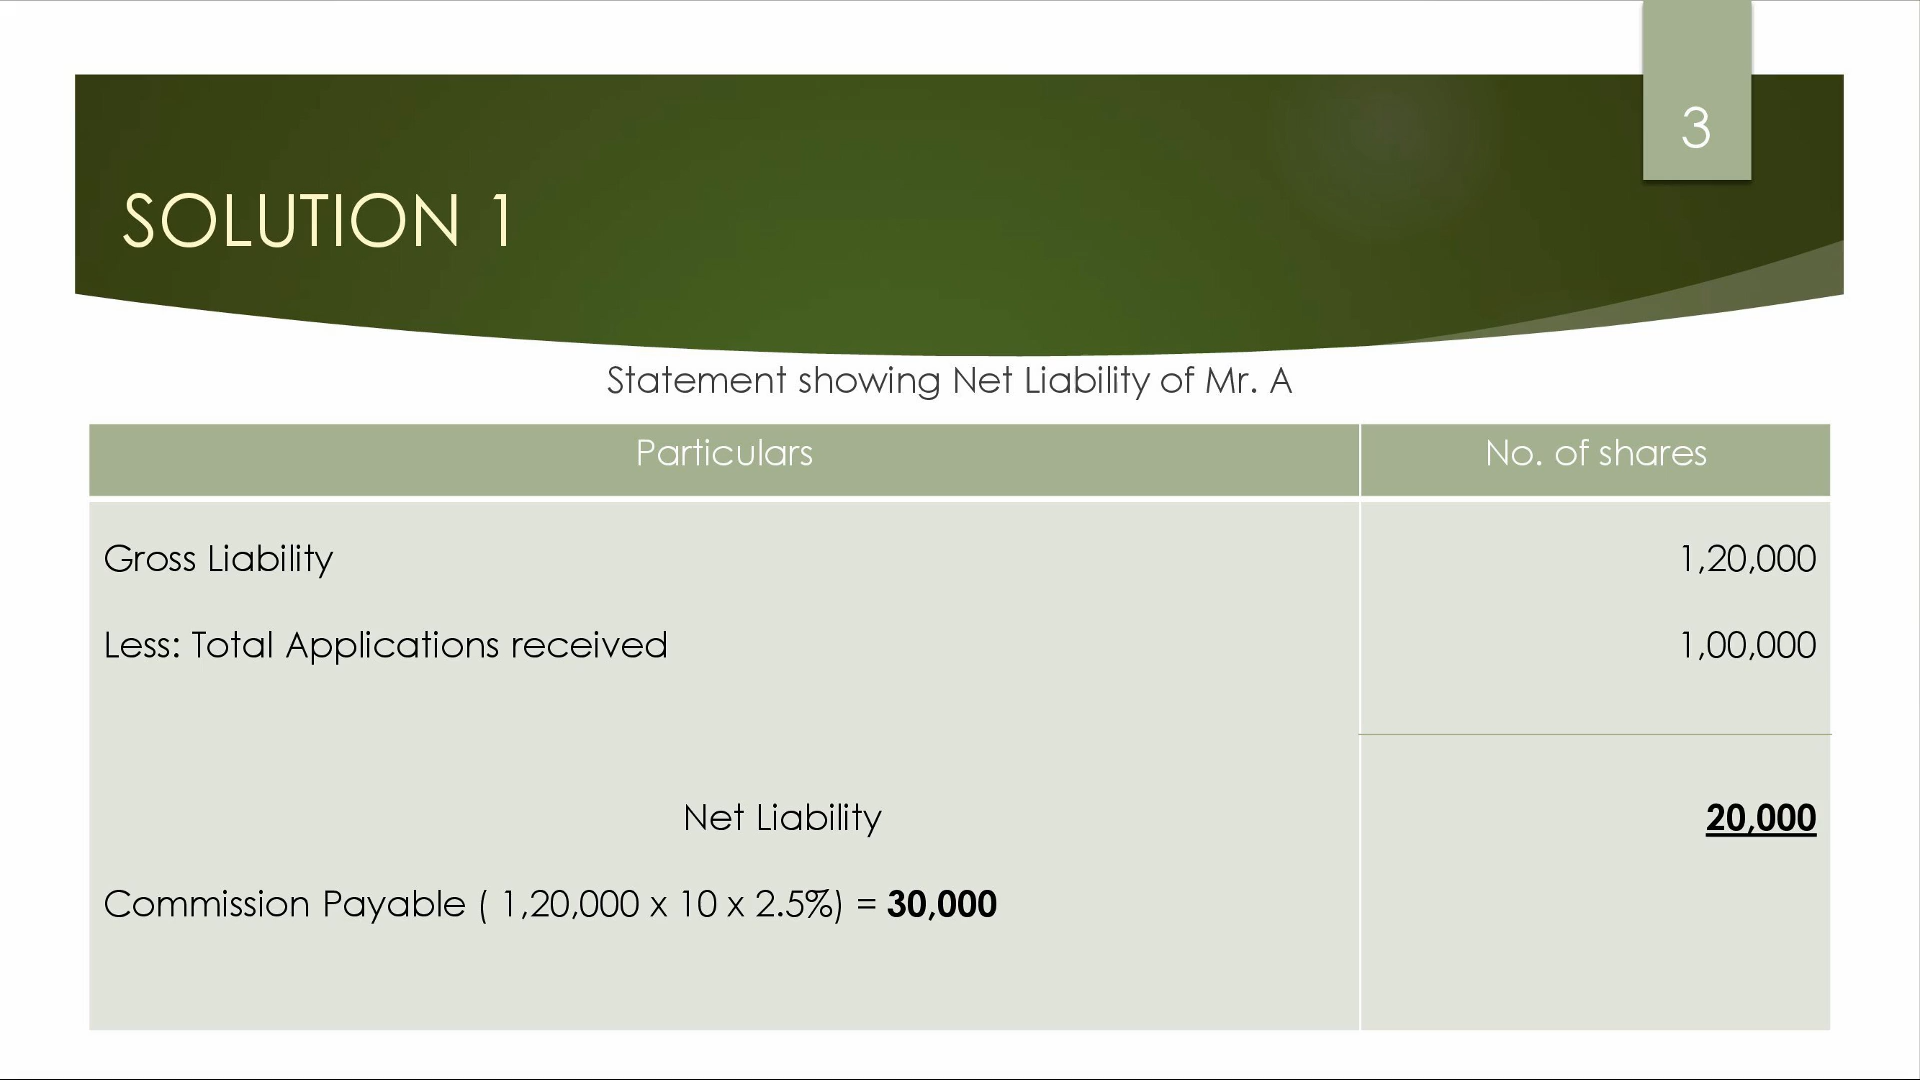 3
SOLUTION 1
Statement showing Net Liability of Mr. A
Particulars No. of shares
Gross Liability 1,20,000
Less: Total Applications received 1,00,000
Net Liability 20,000
Commission Payable ( 1,20,000 x 10 x 2.5%) = 30,000